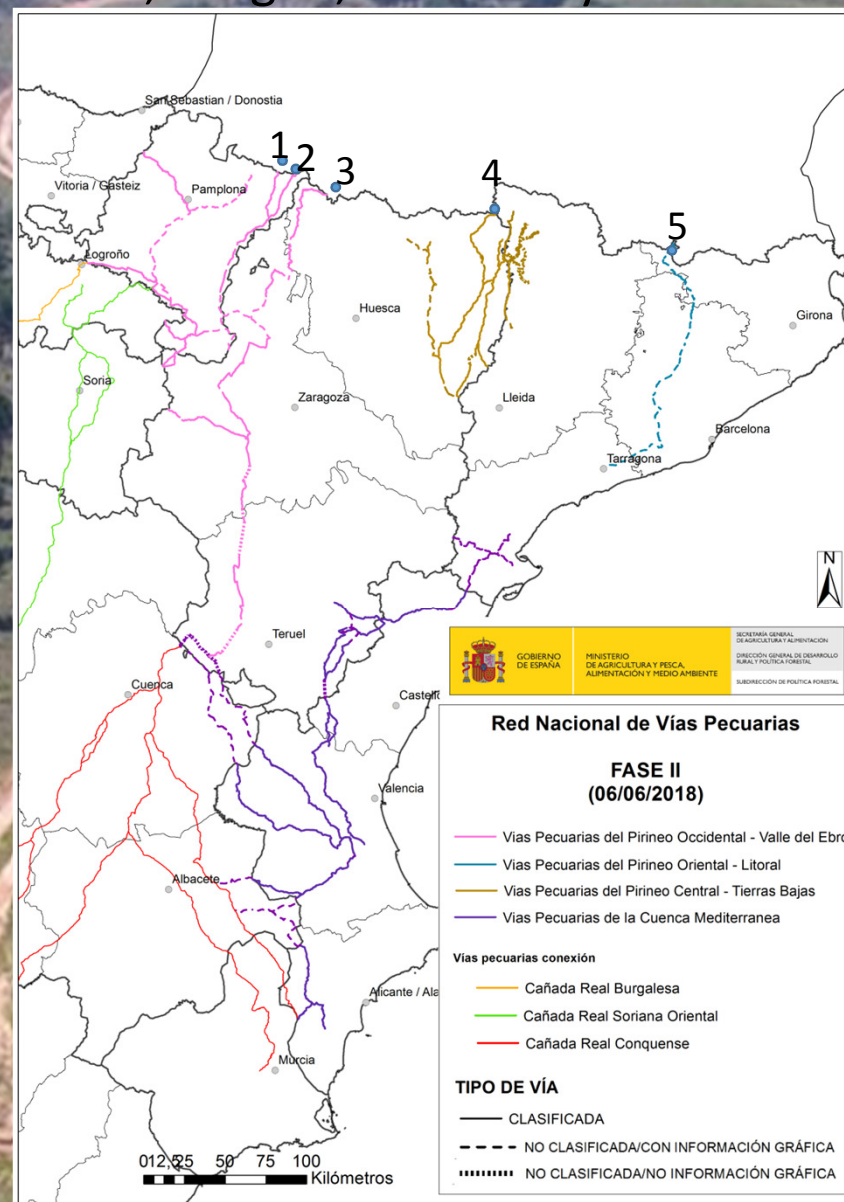 1
2
3
4
5
San Sebastian / Donostia
Vitoria / Gasteiz
Pamplona
Logroño
Huesca
Girona
Soria
Zaragoza
Lleida
Barcelona
Tarragona
N
Teruel
Cuenca
Castell
Valencia
Albacete
Alicante / Ala
Murcia
GOBIERNO
DE ESPAÑA
MINISTERIO
DE AGRICULTURA Y PESCA,
ALIMENTACIÓN Y MEDIO AMBIENTE
SECRETARÍA GENERAL
DE AGRICULTURA Y ALIMENTACIÓN
DIRECCIÓN GENERAL DE DESARROLLO
RURAL Y POLÍTICA FORESTAL
SUBDIRECCIÓN DE POLÍTICA FORESTAL
Red Nacional de Vías Pecuarias
FASE II
(06/06/2018)
Vias Pecuarias del Pirineo Occidental - Valle del Ebro
Vias Pecuarias del Pirineo Oriental - Litoral
Vias Pecuarias del Pirineo Central - Tierras Bajas
Vias Pecuarias de la Cuenca Mediterranea
Vías pecuarias conexión
Cañada Real Burgalesa
Cañada Real Soriana Oriental
Cañada Real Conquense
TIPO DE VÍA
CLASIFICADA
NO CLASIFICADA/CON INFORMACIÓN GRÁFICA
NO CLASIFICADA/NO INFORMACIÓN GRÁFICA
012,525 50 75 100
Kilómetros